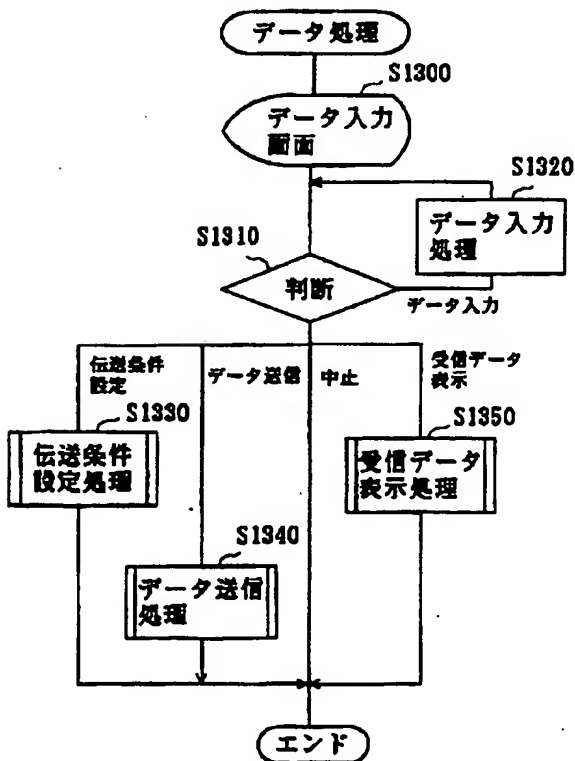 データ処理
S1300
データ入力
画面
S1320
データ入力
処理
S1310
判断
データ入力
伝送条件
設定
データ送信
中止
受信データ
表示
S1330
伝送条件
設定処理
S1350
受信データ
表示処理
S1340
データ送信
処理
エンド